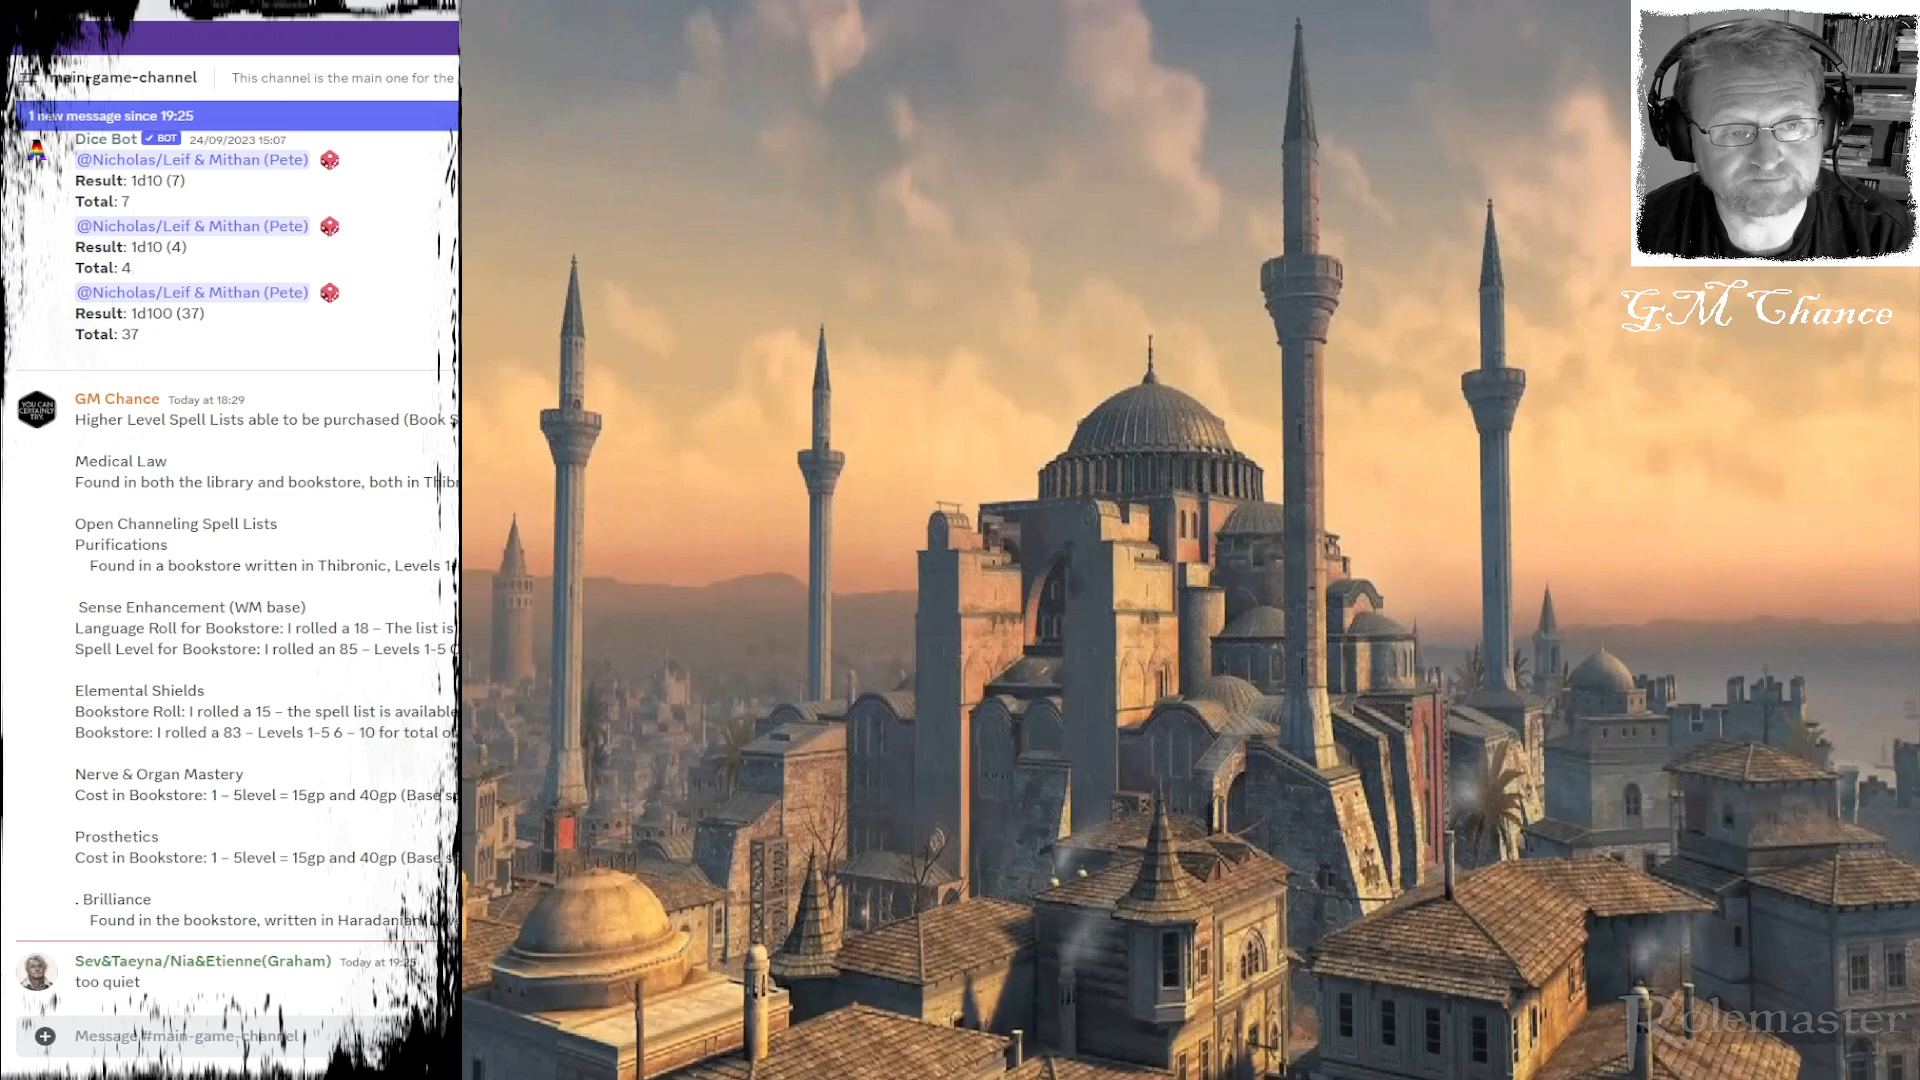 main-game-channel
This channel is the main one for the
1 new message since 19:25
Dice Bot BOT 24/09/2023 15:07
@Nicholas/Leif & Mithan (Pete)
Result: 1d10 (7)
Total: 7
@Nicholas/Leif & Mithan (Pete)
Result: 1d10 (4)
Total: 4
@Nicholas/Leif & Mithan (Pete)
Result: 1d100 (37)
Total: 37
YOU CAN
CERTAINLY
TRY.
GM Chance Today at 18:29
Higher Level Spell Lists able to be purchased (Book
Medical Law
Found in both the library and bookstore, both in
Open Channeling Spell Lists
Purifications
Found in a bookstore written in Thibronic, Levels
Sense Enhancement (WM base)
Language Roll for Bookstore: I rolled a 18 – The list is
Spell Level for Bookstore: I rolled an 85 – Levels 1-5
Elemental Shields
Bookstore Roll: I rolled a 15 – the spell list is available
Bookstore: I rolled a 83 – Levels 1-5 6 – 10 for total
Nerve & Organ Mastery
Cost in Bookstore: 1 – 5level = 15gp and 40gp (Base
Prosthetics
Cost in Bookstore: 1 – 5level = 15gp and 40gp (Base
. Brilliance
Found in the bookstore, written in Haradanian,
Sev&Taeyna/Nia&Etienne(Graham) Today at 19:25
too quiet
Message #main-game-channel
GM Chance
Rolemaster